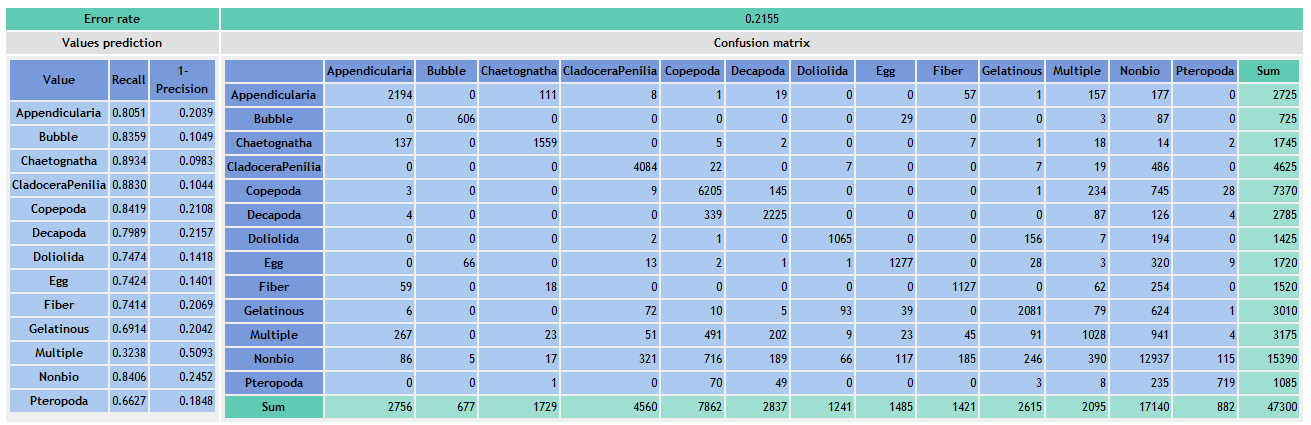 Error rate 0.2155
Values prediction Confusion matrix
Value Recall 1-Precision
Appendicularia 0.8051 0.2039
Bubble 0.8359 0.1049
Chaetognatha 0.8934 0.0983
CladoceraPenilia 0.8830 0.1044
Copepoda 0.8419 0.2108
Decapoda 0.7989 0.2157
Doliolida 0.7474 0.1418
Egg 0.7424 0.1401
Fiber 0.7414 0.2069
Gelatinous 0.6914 0.2042
Multiple 0.3238 0.5093
Nonbio 0.8406 0.2452
Pteropoda 0.6627 0.1848
Appendicularia Bubble Chaetognatha CladoceraPenilia Copepoda Decapoda Doliolida Egg Fiber Gelatinous Multiple Nonbio Pteropoda Sum
Appendicularia 2194 0 111 8 1 19 0 0 57 1 157 177 0 2725
Bubble 0 606 0 0 0 0 0 29 0 0 3 87 0 725
Chaetognatha 137 0 1559 0 5 2 0 0 7 1 18 14 2 1745
CladoceraPenilia 0 0 0 4084 22 0 7 0 0 7 19 486 0 4625
Copepoda 3 0 0 9 6205 145 0 0 0 1 234 745 28 7370
Decapoda 4 0 0 0 339 2225 0 0 0 0 87 126 4 2785
Doliolida 0 0 0 2 1 0 1065 0 0 156 7 194 0 1425
Egg 0 66 0 13 2 1 1 1277 0 28 3 320 9 1720
Fiber 59 0 18 0 0 0 0 0 1127 0 62 254 0 1520
Gelatinous 6 0 0 72 10 5 93 39 0 2081 79 624 1 3010
Multiple 267 0 23 51 491 202 9 23 45 91 1028 941 4 3175
Nonbio 86 5 17 321 716 189 66 117 185 246 390 12937 115 15390
Pteropoda 0 0 1 0 70 49 0 0 0 3 8 235 719 1085
Sum 2756 677 1729 4560 7862 2837 1241 1485 1421 2615 2095 17140 882 47300